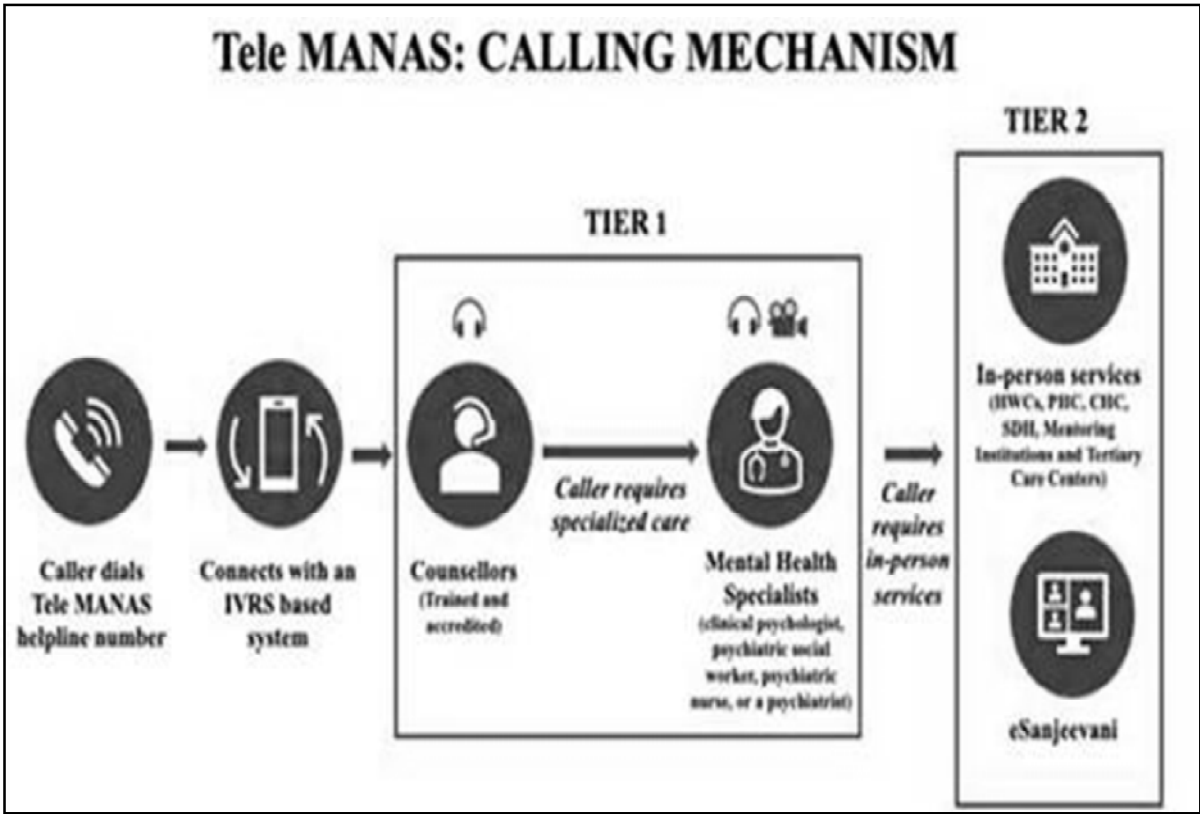 Tele MANAS: CALLING MECHANISM
TIER 2
TIER 1
Caller dials
Tele MANAS
helpline number
Connects with an
IVRS based
system
Counsellors
(Trained and
accredited)
Caller requires
specialized care
Mental Health
Specialists
(clinical psychologist,
psychiatric social
worker, psychiatric
nurse, or a psychiatrist)
Caller
requires
in-person
services
In-person services
(HWCs, PHC, CHC,
SDH, Mentoring
Institutions and Tertiary
Care Centers)
eSanjeevani